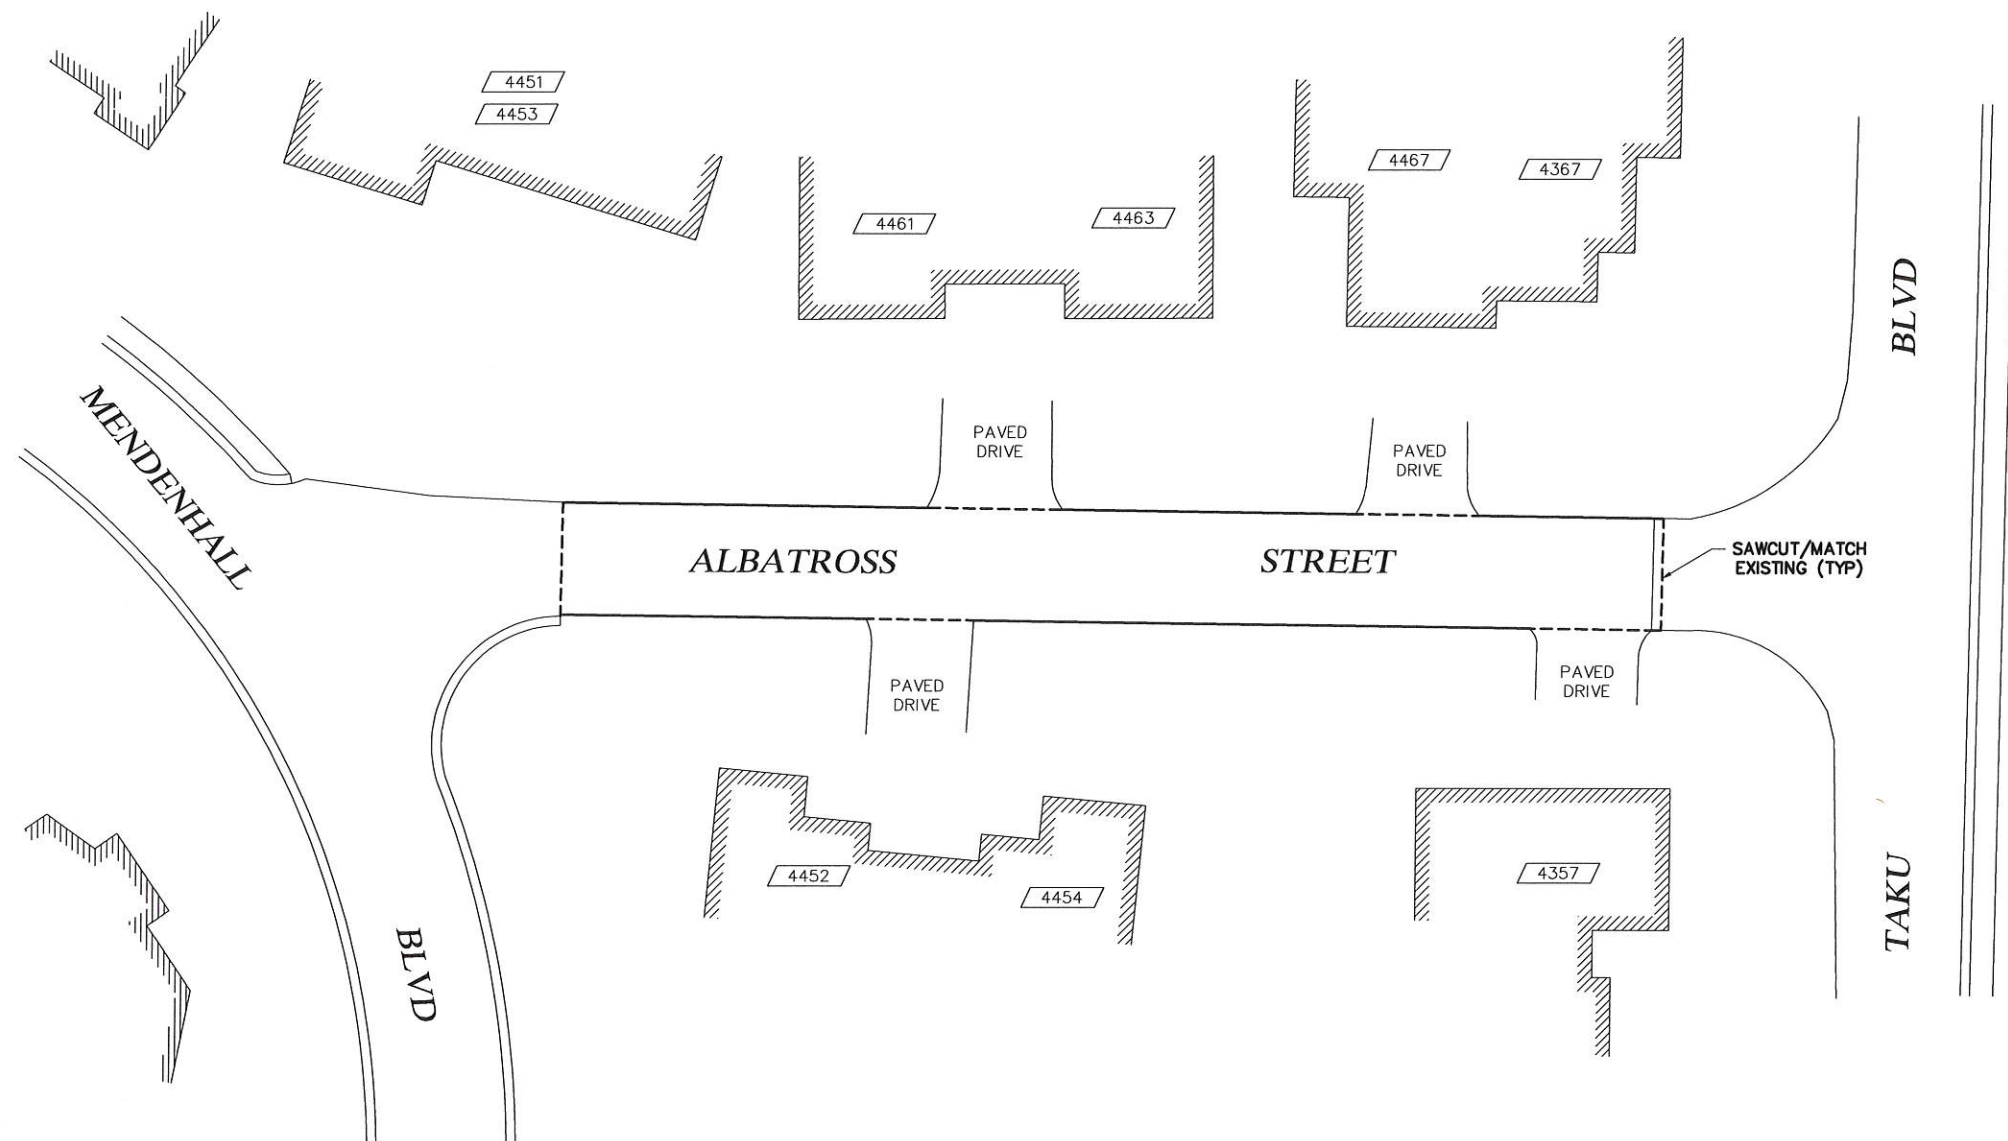 4451
4453
4467
4367
4461
4463
BLVD
MENDENHALL
PAVED
DRIVE
PAVED
DRIVE
ALBATROSS STREET
SAWCUT/MATCH
EXISTING (TYP)
PAVED
DRIVE
PAVED
DRIVE
4452
4454
4357
BLVD
TAKU